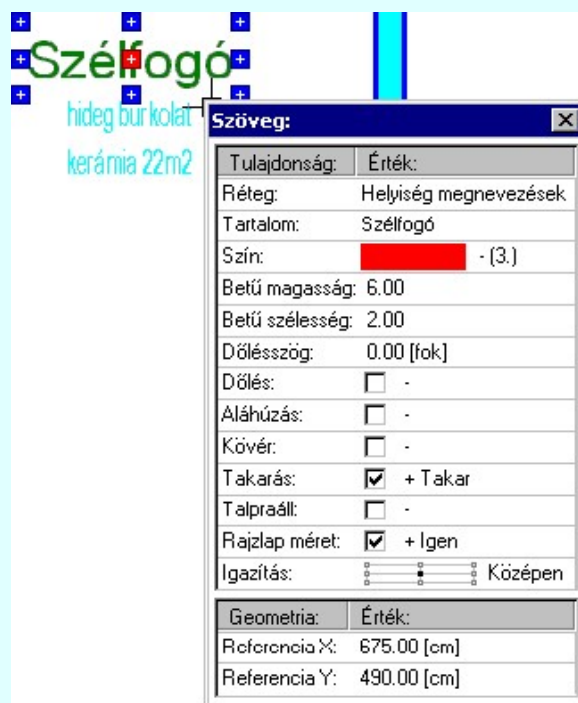 Szélfogó
hideg burkolat
kerámia 22m2
Szöveg:
Tulajdonság: Érték:
Réteg: Helyiség megnevezések
Tartalom: Szélfogó
Szín: - (3.)
Betű magasság: 6.00
Betű szélesség: 2.00
Dőlésszög: 0.00 [fok]
Dőlés: -
Aláhúzás: -
Kövér: -
Takarás: + Takar
Talpraáll: -
Rajzlap méret: + Igen
Igazítás: Középen
Geometria: Érték:
Referencia X: 675.00 [cm]
Referencia Y: 490.00 [cm]